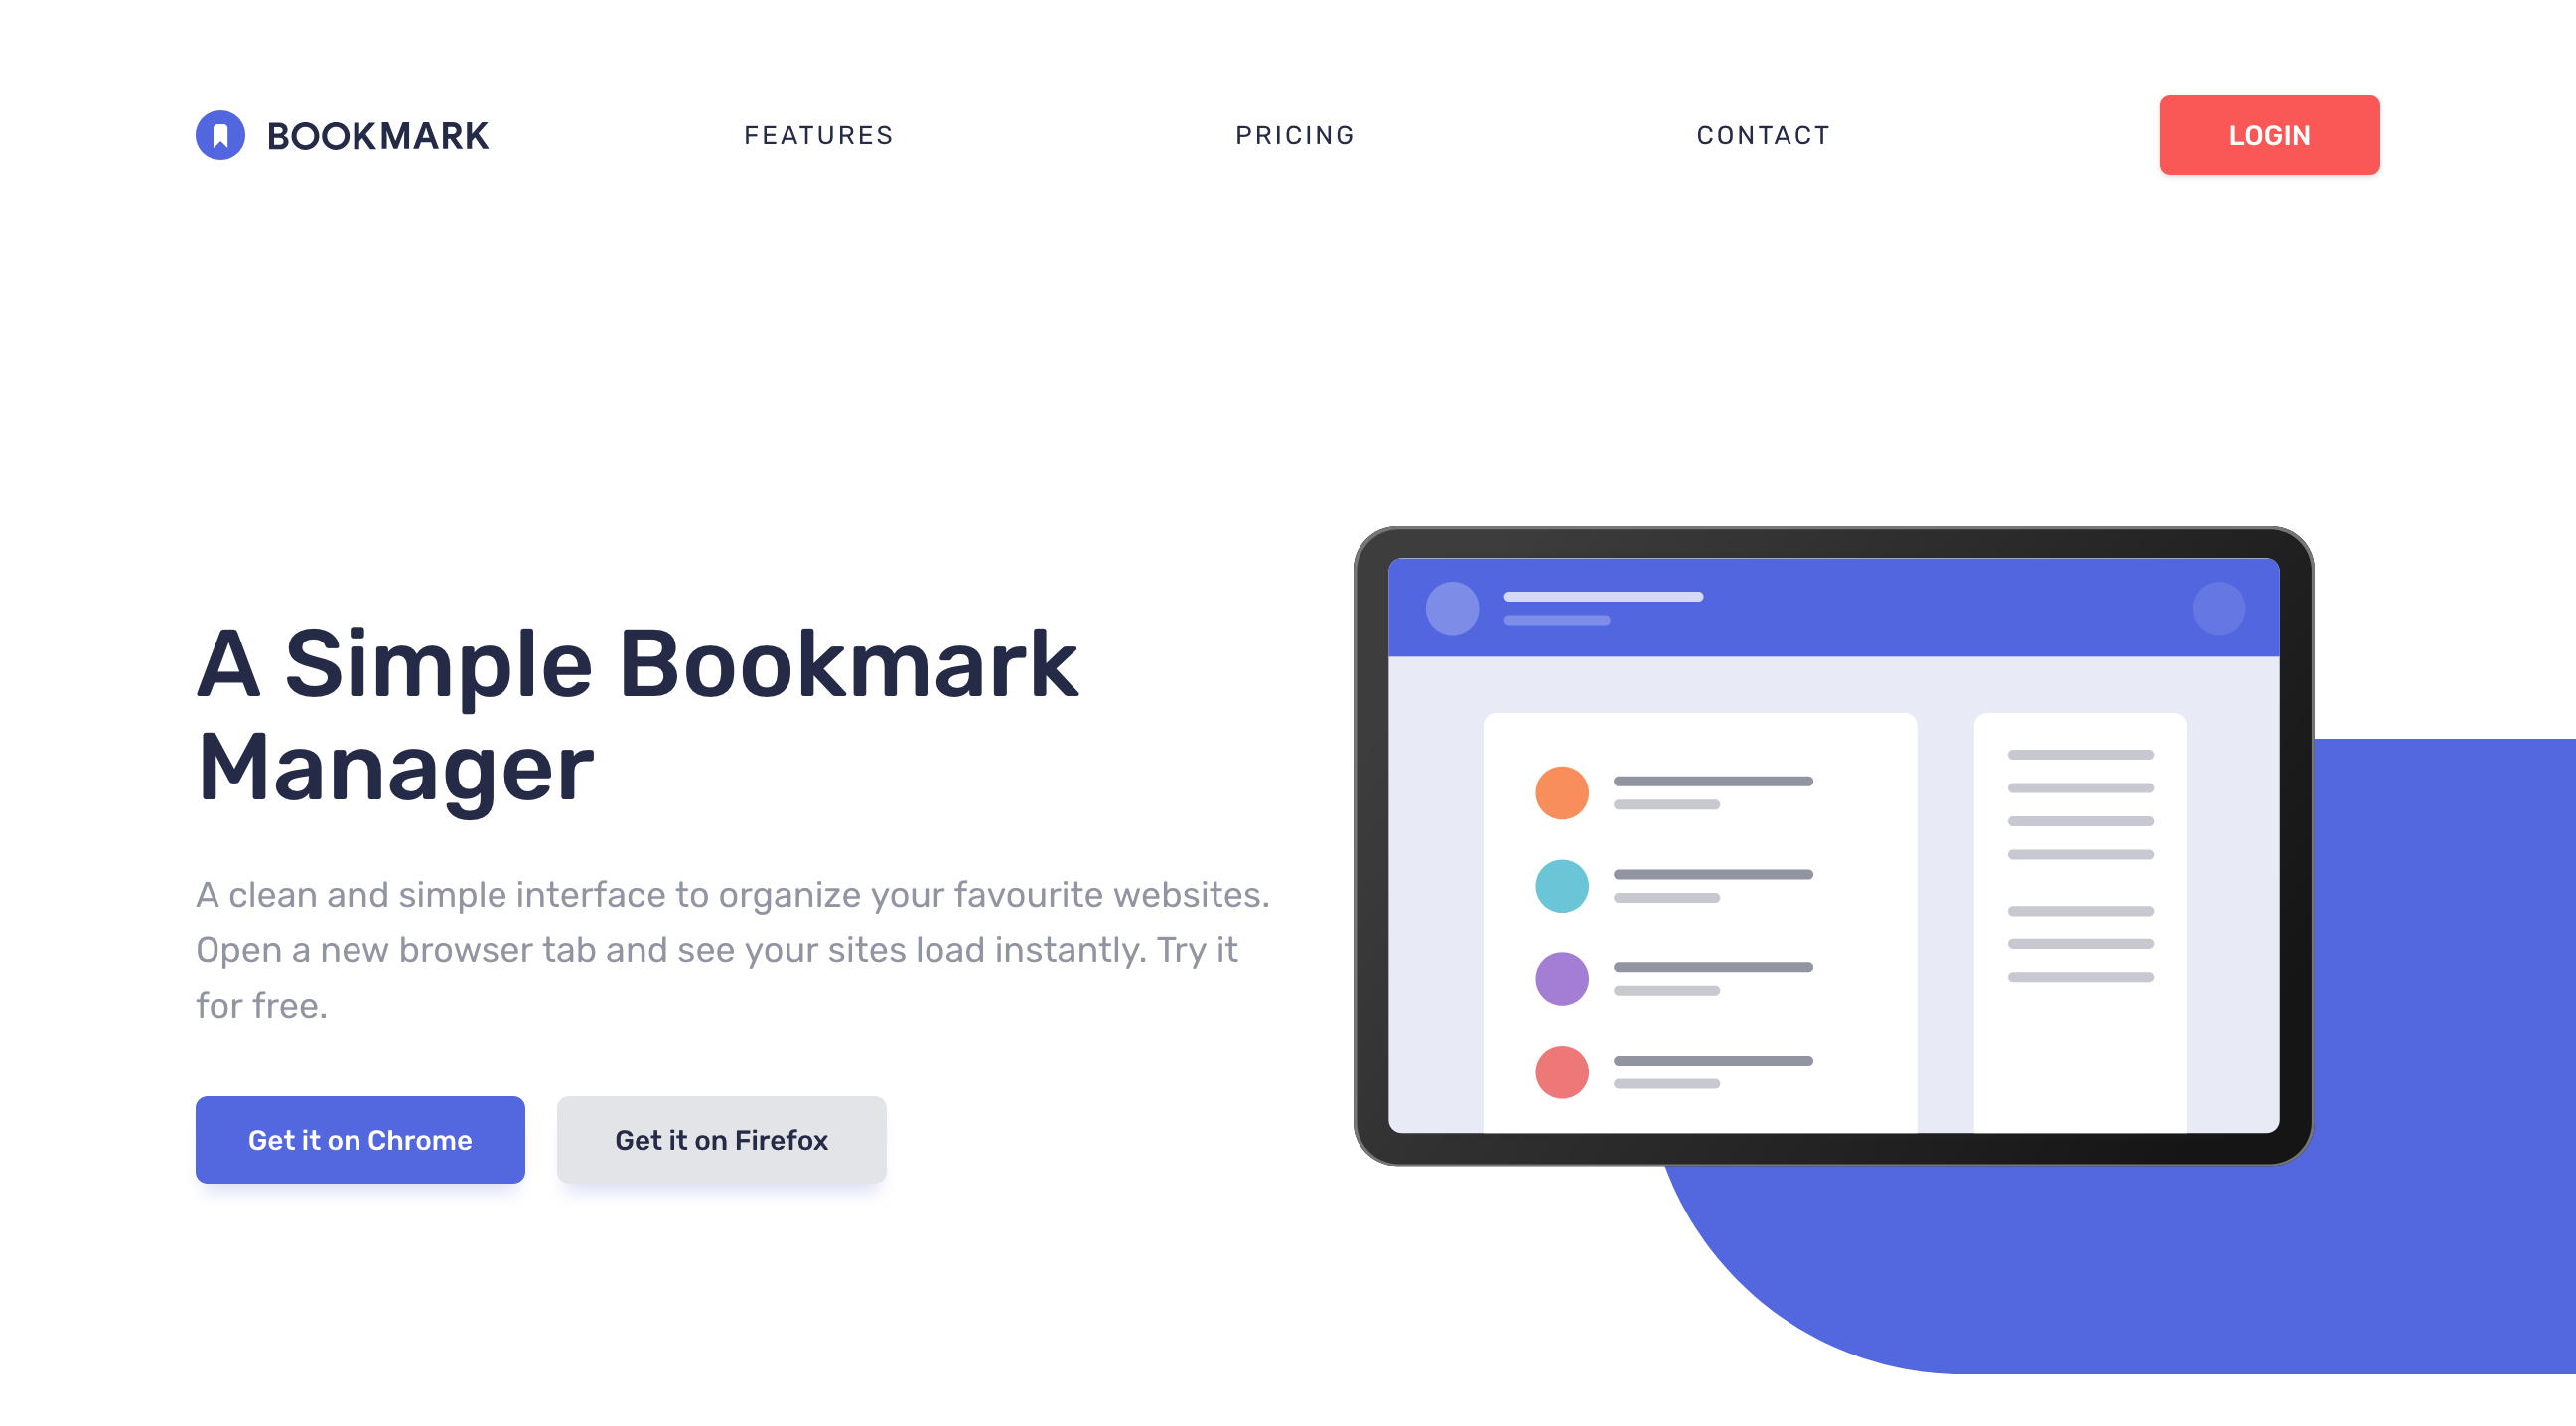 BOOKMARK
FEATURES
PRICING
CONTACT
LOGIN
A Simple Bookmark
Manager
A clean and simple interface to organize your favourite websites.
Open a new browser tab and see your sites load instantly. Try it
for free.
Get it on Chrome
Get it on Firefox